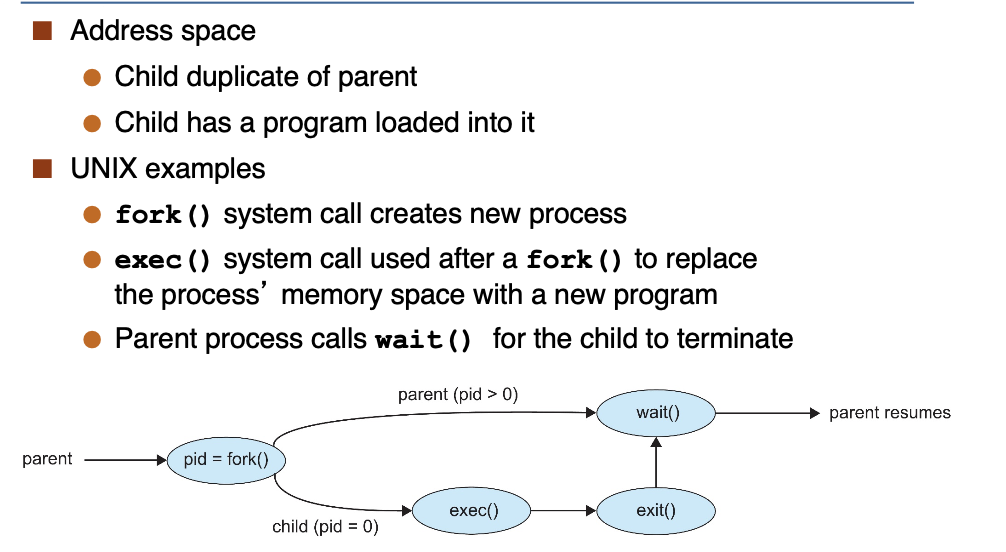 Address space
Child duplicate of parent
Child has a program loaded into it
UNIX examples
fork() system call creates new process
exec() system call used after a fork() to replace
the process’ memory space with a new program
Parent process calls wait() for the child to terminate
parent (pid > 0)
wait()
parent resumes
parent
pid = fork()
child (pid = 0)
exec()
exit()